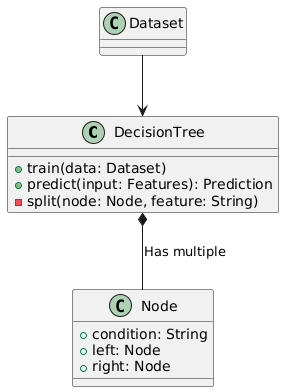 C Dataset
C DecisionTree
train(data: Dataset)
predict(input: Features): Prediction
split(node: Node, feature: String)
Has multiple
C Node
condition: String
left: Node
right: Node